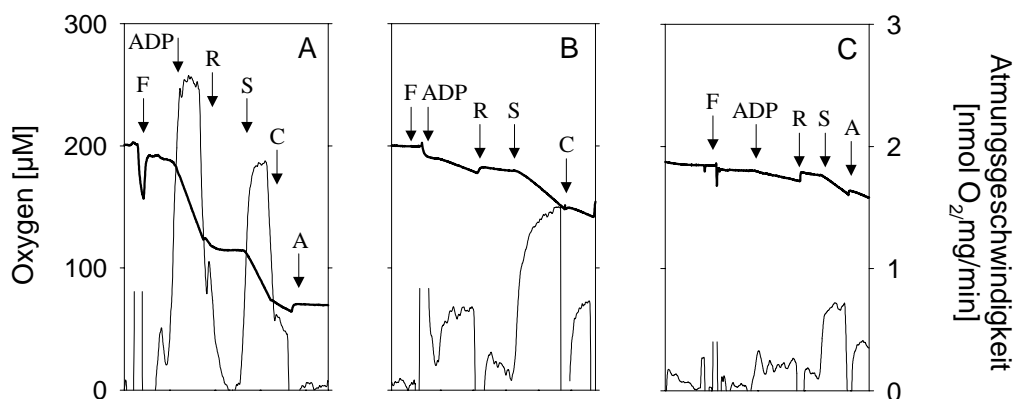 300
200
100
0
Oxygen [µM]
A
ADP
R
F
S
C
A
B
F ADP
R
S
C
C
F
ADP
R
S
A
3
2
1
0
Atmungsgeschwindigkeit
[nmol O2/mg/min]